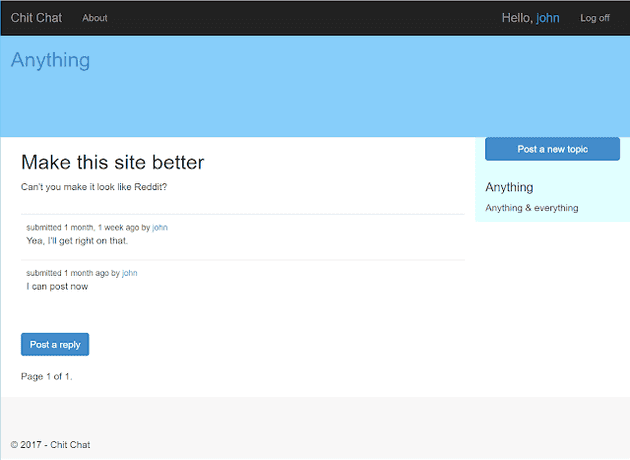 Chit Chat About Hello, john Log off
Anything
Post a new topic
Make this site better
Can't you make it look like Reddit?
Anything
Anything & everything
submitted 1 month, 1 week ago by john
Yea, I'll get right on that.
submitted 1 month ago by john
I can post now
Post a reply
Page 1 of 1.
© 2017 - Chit Chat